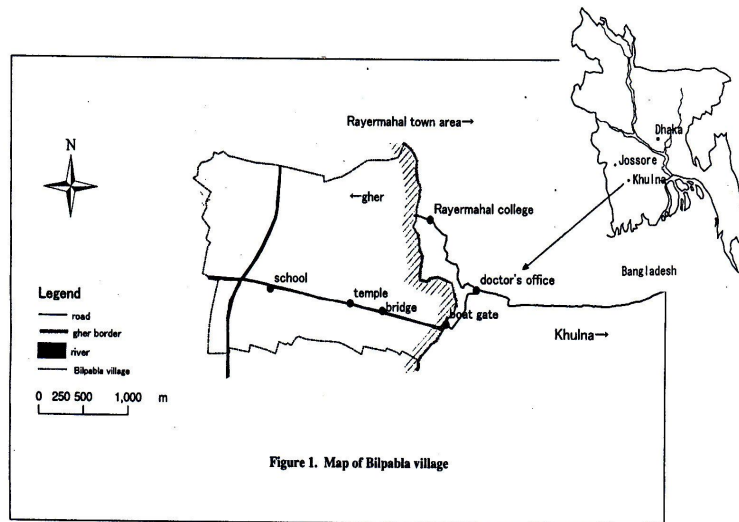 Rayermahal town area→
N
Dhaka
Jossore
Khulna
←gher
Rayermahal college
Bangladesh
doctor's office
school
temple
bridge
boat gate
Khulna→
Legend
road
gher border
river
Bilpabla village
0 250 500 1,000 m
Figure 1. Map of Bilpabla village